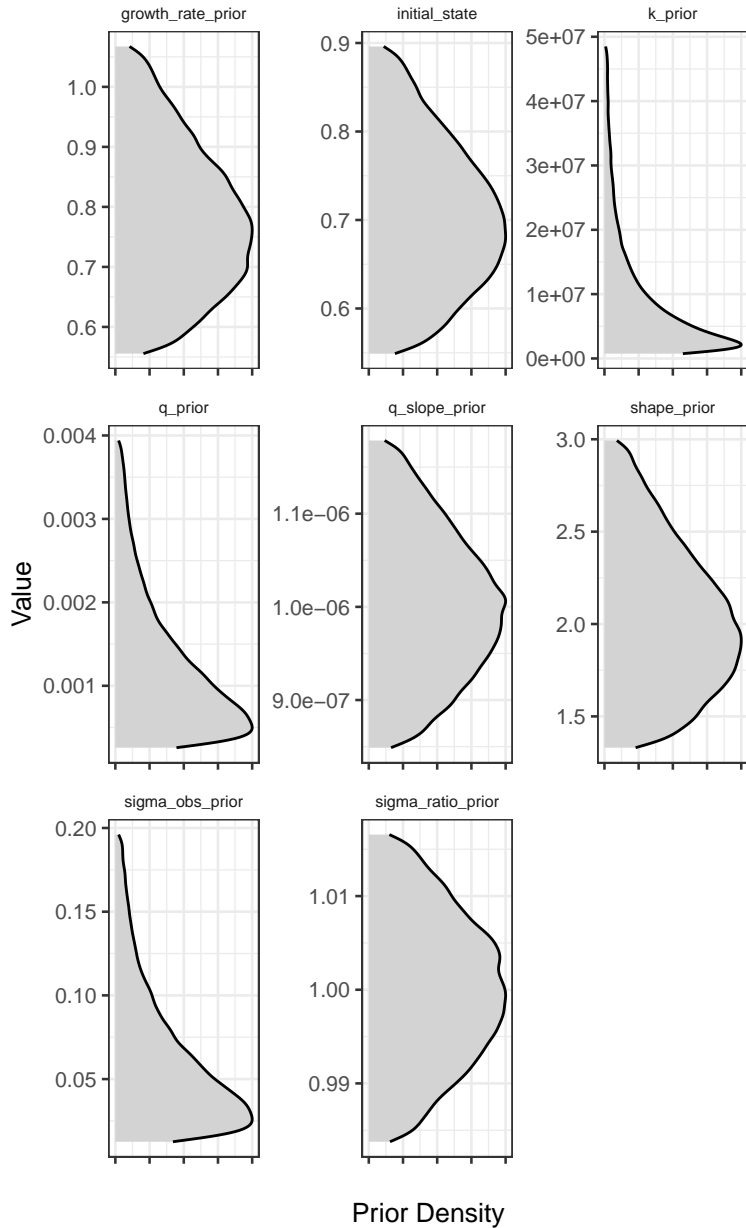 growth_rate_prior
initial_state
k_prior
1.0
0.9
0.8
0.7
0.6
0.9
0.8
0.7
0.6
5e+07
4e+07
3e+07
2e+07
1e+07
0e+00
q_prior
q_slope_prior
shape_prior
0.004
0.003
0.002
0.001
1.1e−06
1.0e−06
9.0e−07
3.0
2.5
2.0
1.5
Value
sigma_obs_prior
sigma_ratio_prior
0.20
0.15
0.10
0.05
1.01
1.00
0.99
Prior Density